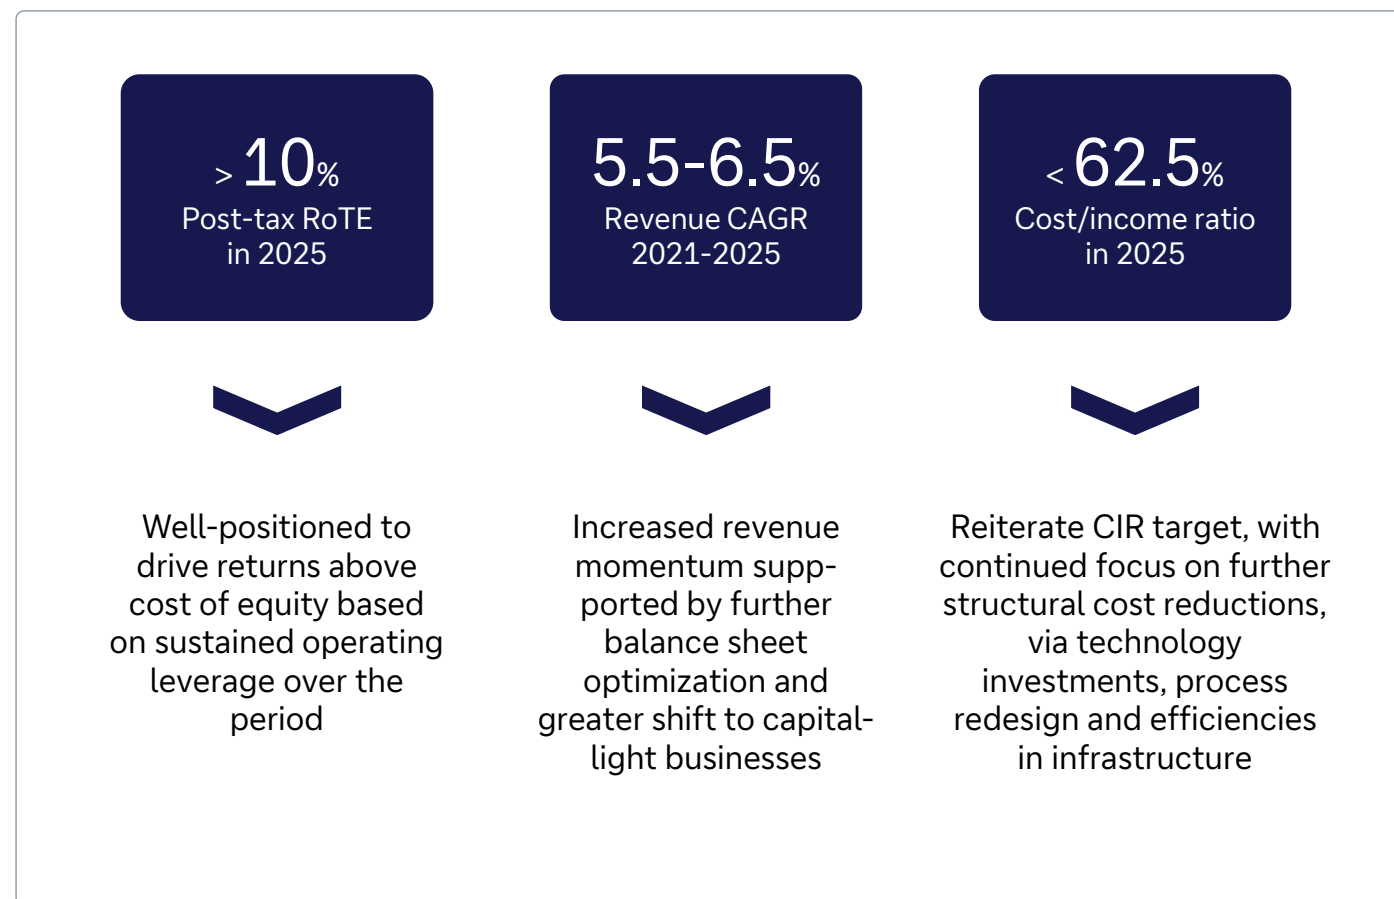 > 10%
Post-tax RoTE
in 2025
Well-positioned to
drive returns above
cost of equity based
on sustained operating
leverage over the
period
5.5-6.5%
Revenue CAGR
2021-2025
Increased revenue
momentum supp-
ported by further
balance sheet
optimization and
greater shift to capital-
light businesses
< 62.5%
Cost/income ratio
in 2025
Reiterate CIR target, with
continued focus on further
structural cost reductions,
via technology
investments, process
redesign and efficiencies
in infrastructure